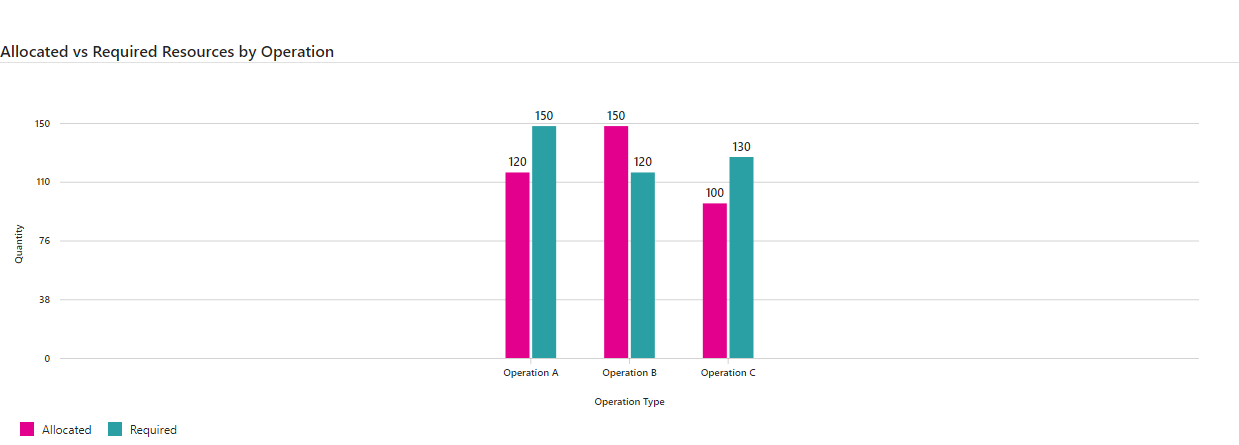 Allocated vs Required Resources by Operation
150
150
150
130
120
120
110
100
76
Quantity
38
0
Operation A
Operation B
Operation C
Operation Type
Allocated
Required